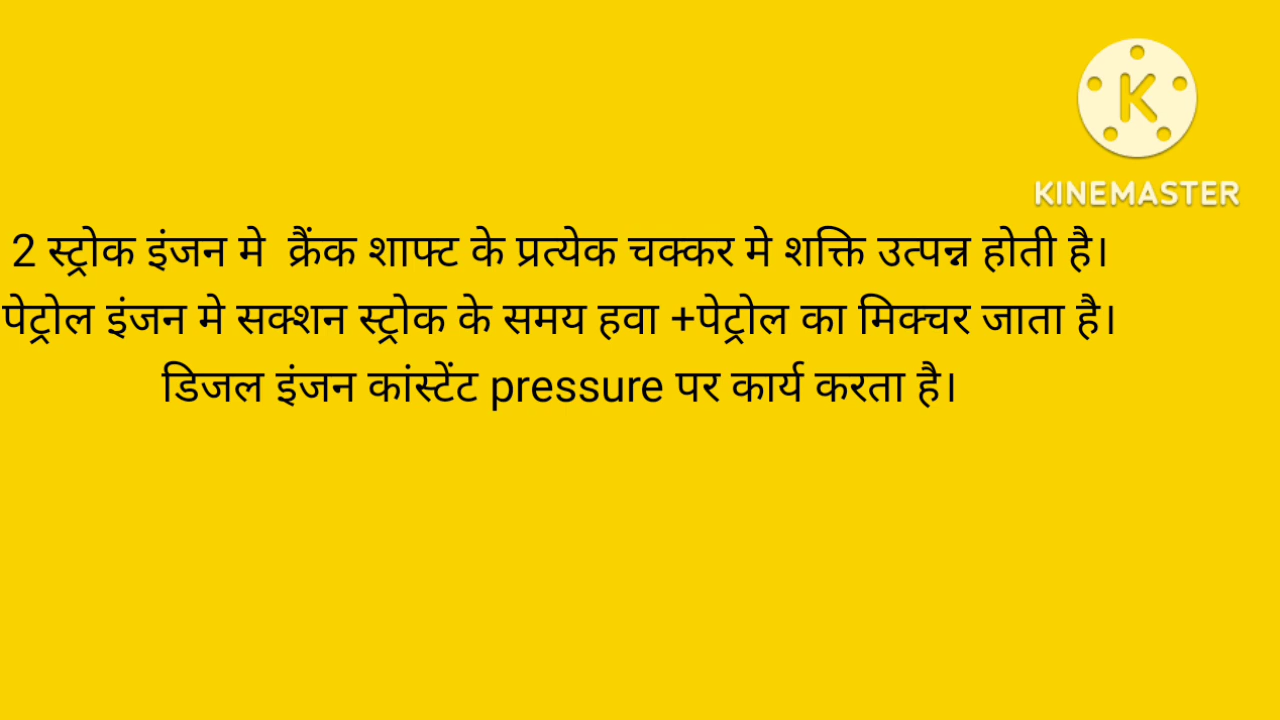 KINEMASTER
2 स्ट्रोक इंजन मे क्रैंक शाफ्ट के प्रत्येक चक्कर मे शक्ति उत्पन्न होती है।
पेट्रोल इंजन मे सक्शन स्ट्रोक के समय हवा +पेट्रोल का मिक्चर जाता है।
डिजल इंजन कांस्टेंट pressure पर कार्य करता है।